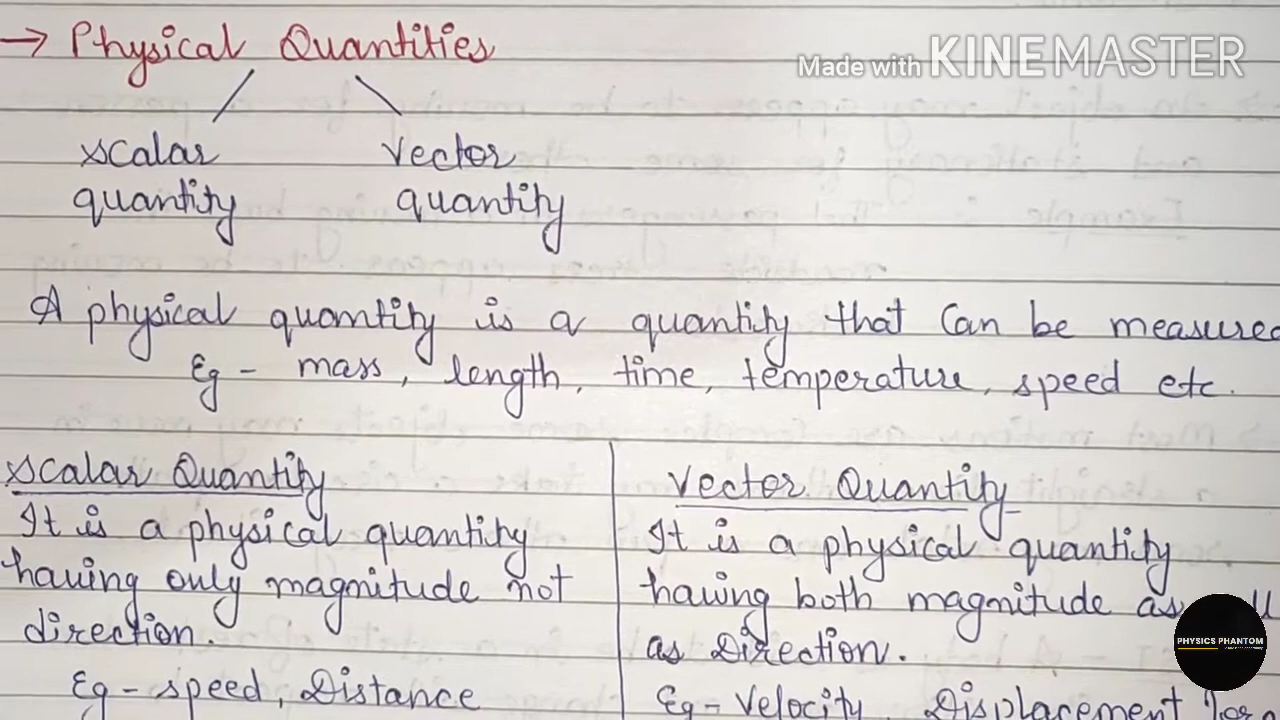 → Physical Quantities
Made with KINEMASTER
Scalar quantity
Vector quantity
A physical quantity is a quantity that can be measured
Eg - mass, length, time, temperature, speed etc.
Scalar Quantity
It is a physical quantity
having only magnitude not
direction.
Eg - speed, Distance
Vector Quantity
It is a physical quantity
having both magnitude as
as Direction.
Eg - Velocity, Displacement
PHYSICS PHANTOM